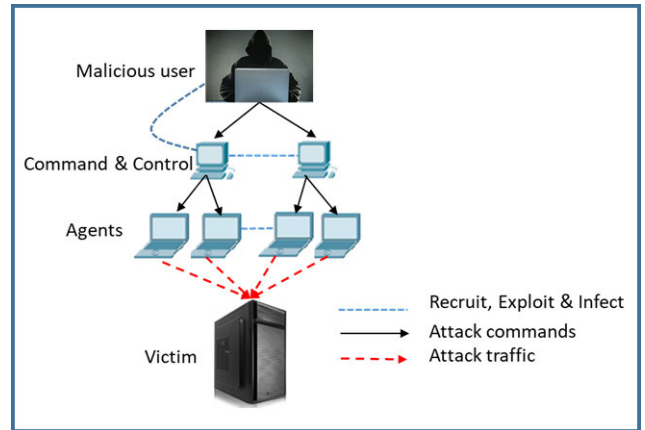 Malicious user
Command & Control
Agents
Victim
Recruit, Exploit & Infect
Attack commands
Attack traffic